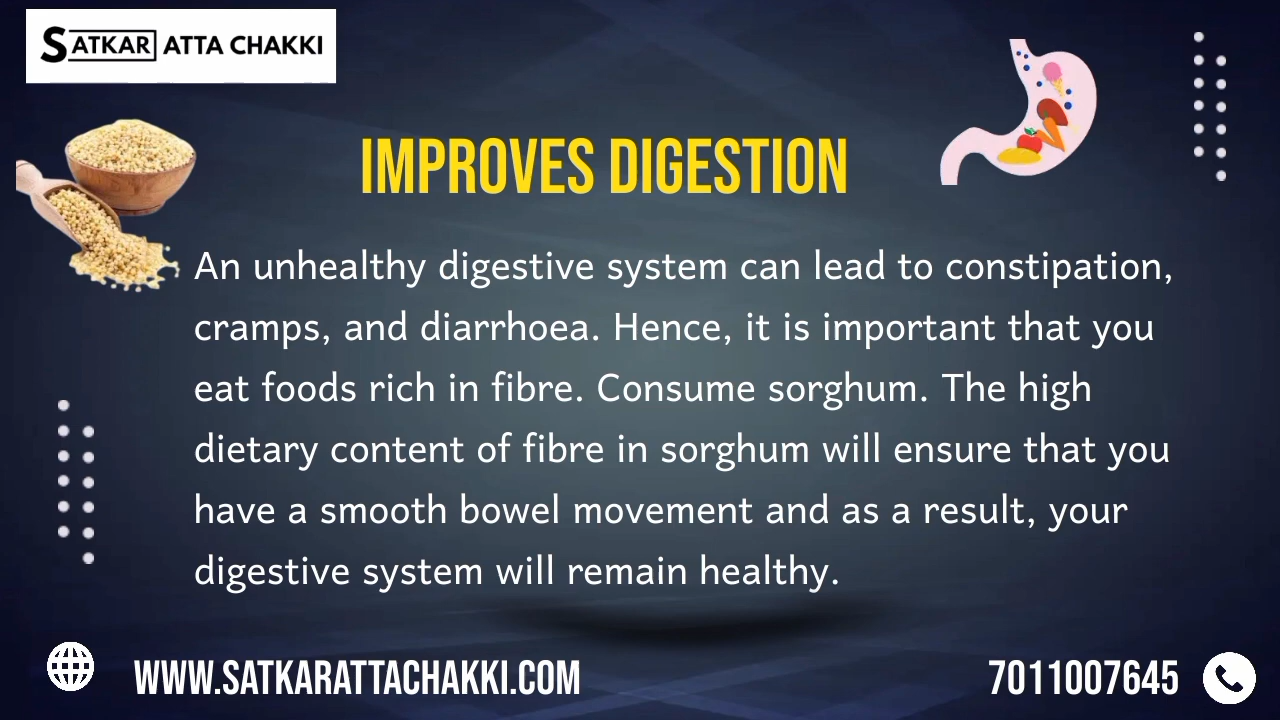 SATKAR ATTA CHAKKI
IMPROVES DIGESTION
An unhealthy digestive system can lead to constipation,
cramps, and diarrhoea. Hence, it is important that you
eat foods rich in fibre. Consume sorghum. The high
dietary content of fibre in sorghum will ensure that you
have a smooth bowel movement and as a result, your
digestive system will remain healthy.
WWW.SATKARATTACHAKKI.COM
7011007645